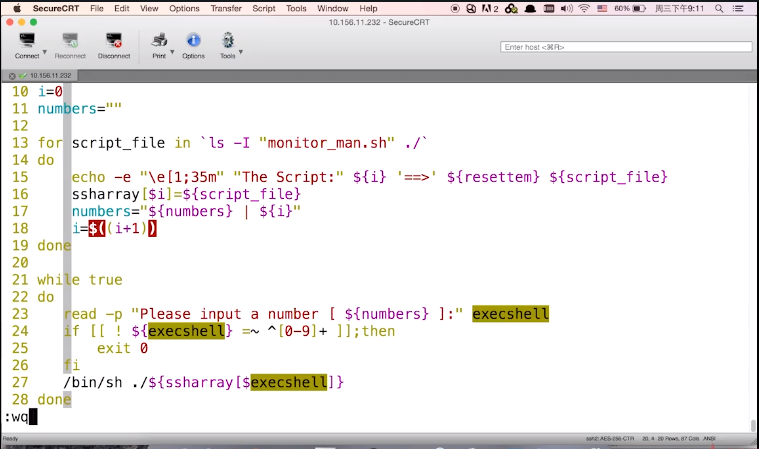 SecureCRT File Edit View Options Transfer Script Tools Window Help 2 60% 周三下午9:11
10.156.11.232 - SecureCRT
Connect Reconnect Disconnect Print Options Tools Enter host <⌘R>
10.156.11.232
10 i=0
11 numbers=""
12
13 for script_file in `ls -I "monitor_man.sh" ./`
14 do
15     echo -e "\e[1;35m" "The Script:" ${i} '==>' ${resettem} ${script_file}
16     ssharray[$i]=${script_file}
17     numbers="${numbers} | ${i}"
18     i=$((i+1))
19 done
20
21 while true
22 do
23    read -p "Please input a number [ ${numbers} ]:" execshell
24    if [[ ! ${execshell} =~ ^[0-9]+ ]];then
25        exit 0
26    fi
27    /bin/sh ./${ssharray[$execshell]}
28 done
:wq
Ready ssh2: AES-256-CTR 20, 4 20 Rows, 87 Cols ANSI